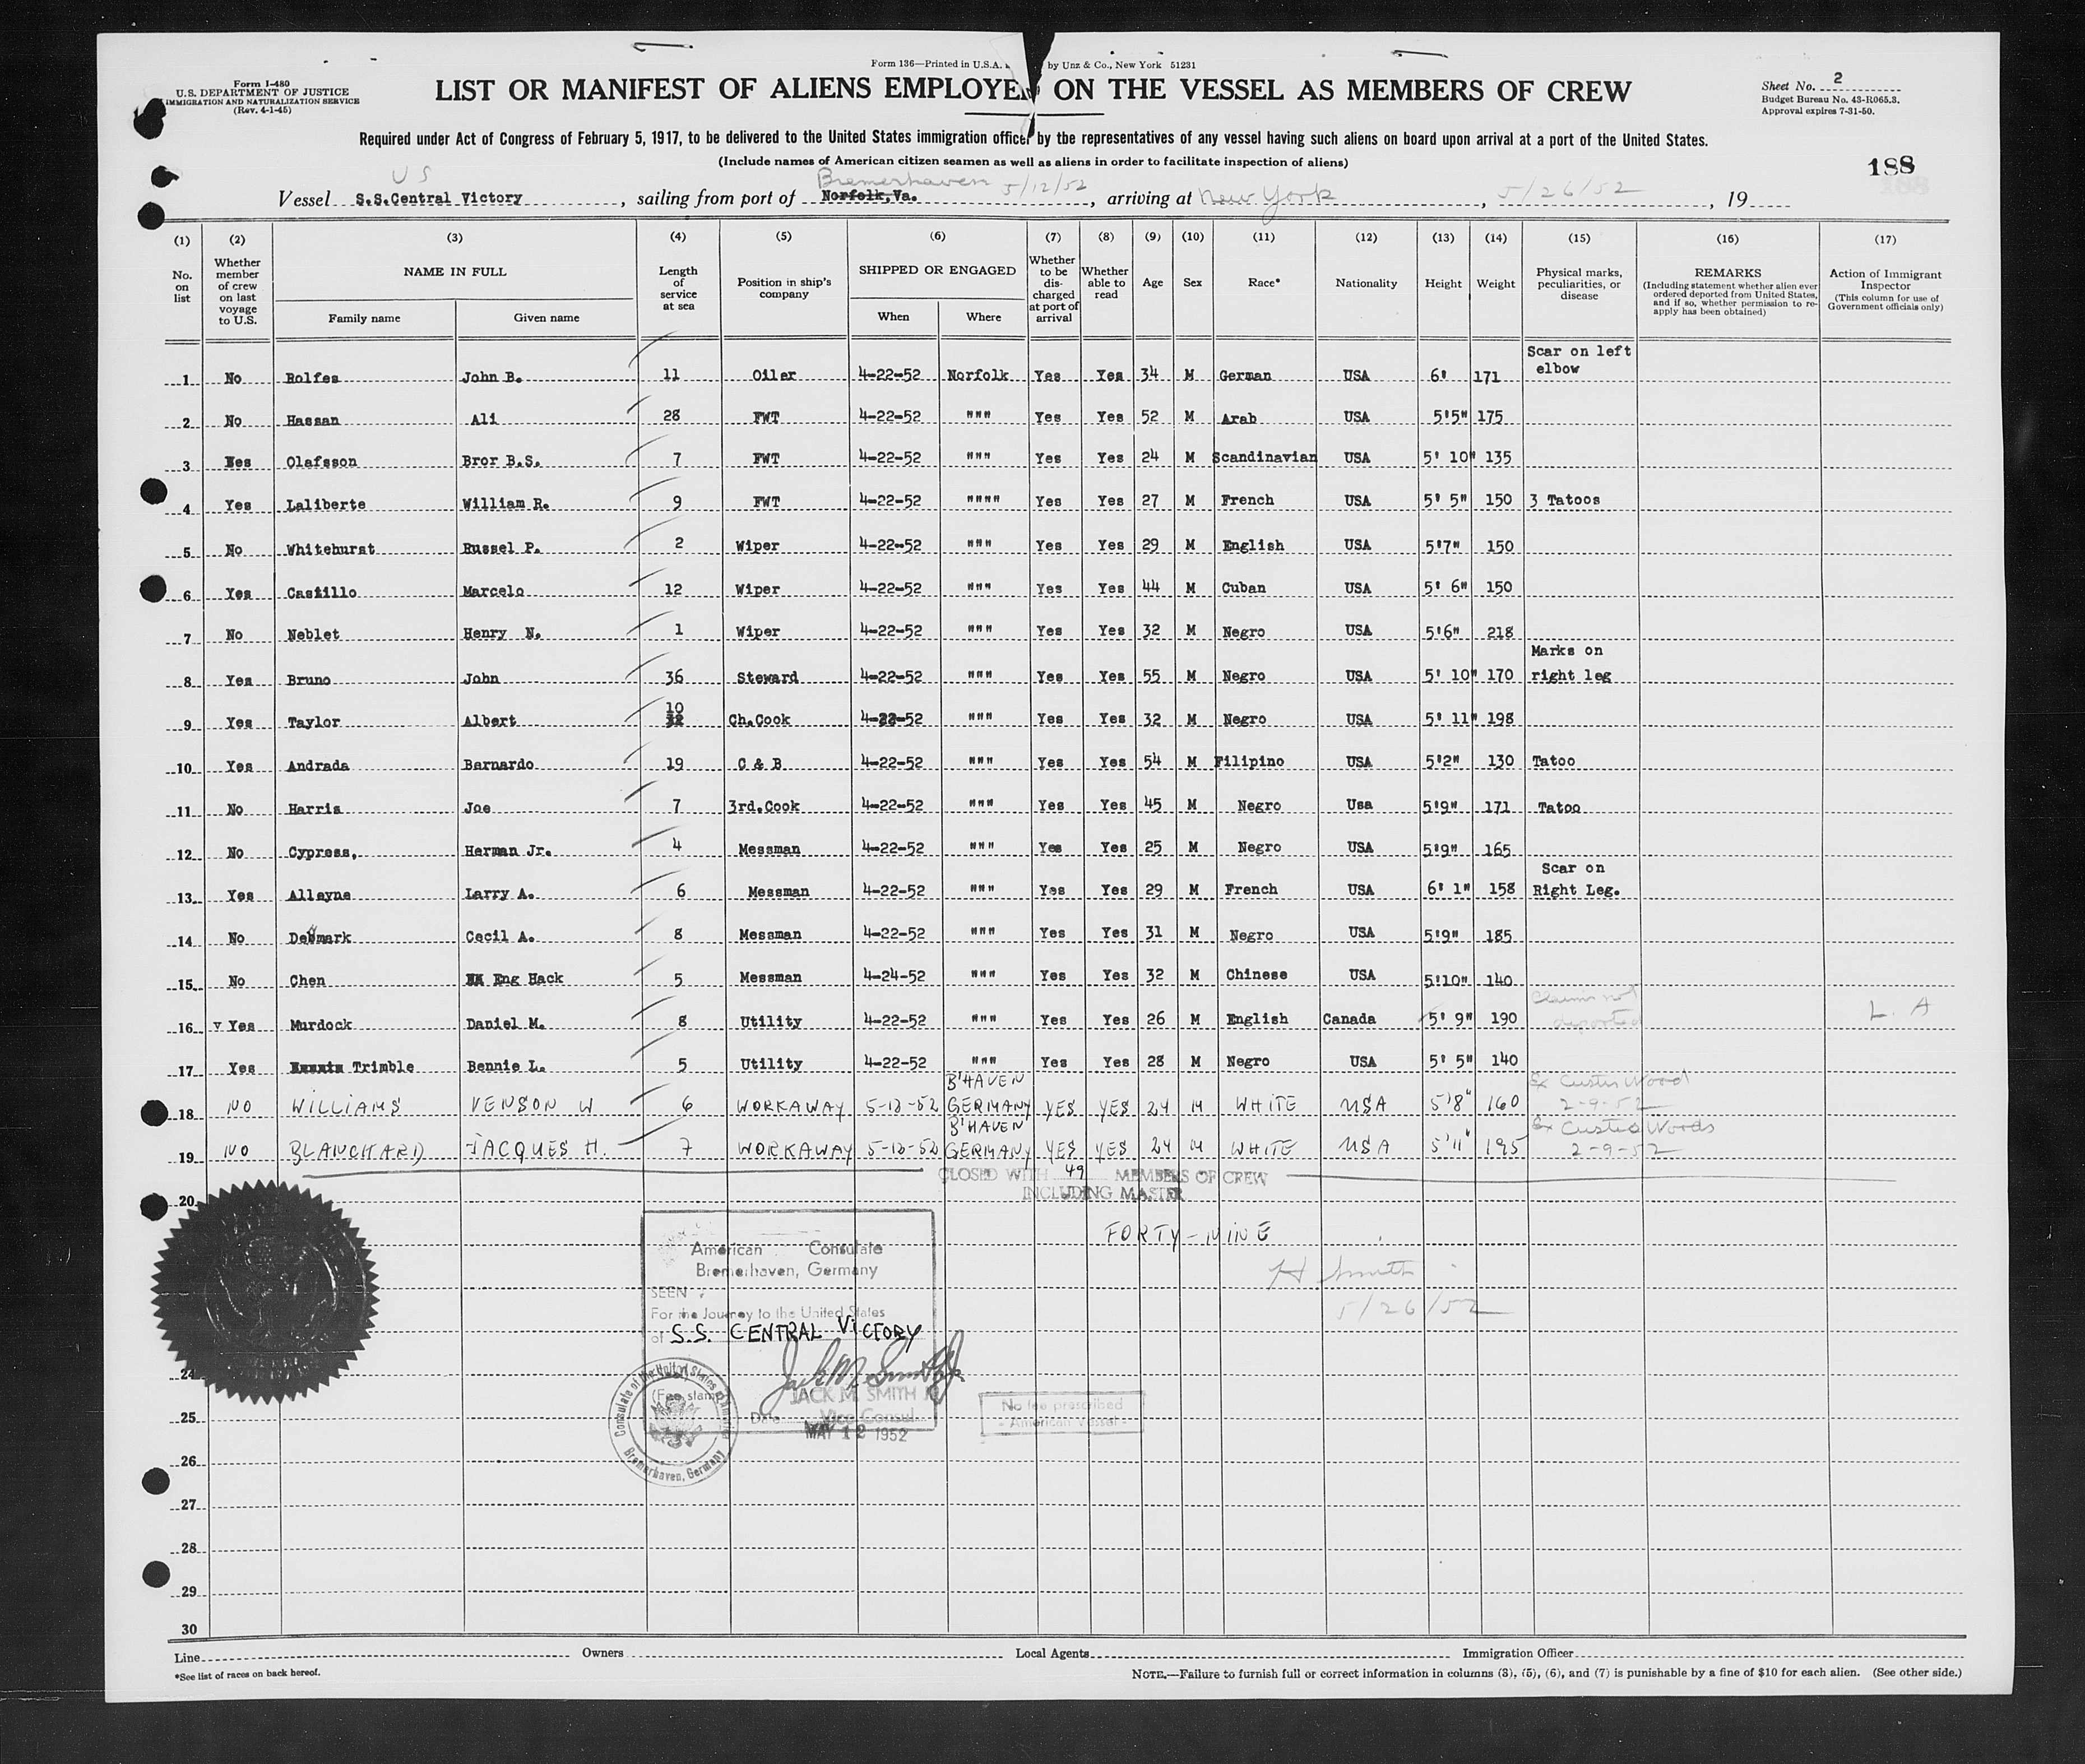 Form 136—Printed in U.S.A. by Unz & Co., New York 51231
Form I-480
U.S. DEPARTMENT OF JUSTICE
IMMIGRATION AND NATURALIZATION SERVICE
(Rev. 4-1-45)
LIST OR MANIFEST OF ALIENS EMPLOYED ON THE VESSEL AS MEMBERS OF CREW
Sheet No. 2
Budget Bureau No. 43-R065.3.
Approval expires 7-31-50.
Required under Act of Congress of February 5, 1917, to be delivered to the United States immigration officer by the representatives of any vessel having such aliens on board upon arrival at a port of the United States.
(Include names of American citizen seamen as well as aliens in order to facilitate inspection of aliens)
188
US Bremerhaven 5/12/52
Vessel S.S.Central Victory, sailing from port of Norfolk,Va., arriving at New York, 5/26/52, 19
(1) (2) (3) (4) (5) (6) (7) (8) (9) (10) (11) (12) (13) (14) (15) (16) (17)
No. on list
Whether member of crew on last voyage to U.S.
NAME IN FULL
Family name Given name
Length of service at sea
Position in ship's company
SHIPPED OR ENGAGED
When Where
Whether to be discharged at port of arrival
Whether able to read
Age Sex Race* Nationality Height Weight
Physical marks, peculiarities, or disease
REMARKS
(Including statement whether alien ever ordered deported from United States, and if so, whether permission to reapply has been obtained)
Action of Immigrant Inspector
(This column for use of Government officials only)
1 No Rolfes John B. 11 Oiler 4-22-52 Norfolk Yes Yes 34 M German USA 6' 171 Scar on left elbow
2 No Hassan Ali 28 FWT 4-22-52 """ Yes Yes 52 M Arab USA 5'5" 175
3 Yes Olafsson Bror B.S. 7 FWT 4-22-52 """ Yes Yes 24 M Scandinavian USA 5' 10" 135
4 Yes Laliberte William R. 9 FWT 4-22-52 """" Yes Yes 27 M French USA 5' 5" 150 3 Tatoos
5 No Whitehurst Russel P. 2 Wiper 4-22-52 """ Yes Yes 29 M English USA 5'7" 150
6 Yes Castillo Marcelo 12 Wiper 4-22-52 """ Yes Yes 44 M Cuban USA 5' 6" 150
7 No Neblet Henry N. 1 Wiper 4-22-52 """ Yes Yes 32 M Negro USA 5'6" 218
8 Yes Bruno John 36 Steward 4-22-52 """ Yes Yes 55 M Negro USA 5' 10" 170 Marks on right leg
9 Yes Taylor Albert 10 32 Ch.Cook 4-22-52 """ Yes Yes 32 M Negro USA 5' 11" 198
10 Yes Andrada Barnardo 19 C & B 4-22-52 """ Yes Yes 54 M Filipino USA 5'2" 130 Tatoo
11 No Harris Joe 7 3rd.Cook 4-22-52 """ Yes Yes 45 M Negro Usa 5'9" 171 Tatoo
12 No Cypress, Herman Jr. 4 Messman 4-22-52 """ Yes Yes 25 M Negro USA 5'9" 165
13 Yes Alleyne Larry A. 6 Messman 4-22-52 """ Yes Yes 29 M French USA 6' 1" 158 Scar on Right Leg.
14 No Denmark Cecil A. 8 Messman 4-22-52 """ Yes Yes 31 M Negro USA 5'9" 185
15 No Chen Eng Hack 5 Messman 4-24-52 """ Yes Yes 32 M Chinese USA 5'10" 140
16 v Yes Murdock Daniel M. 8 Utility 4-22-52 """ Yes Yes 26 M English Canada 5' 9" 190 Claims not deported L. A
17 Yes Trimble Bennie L. 5 Utility 4-22-52 """ Yes Yes 28 M Negro USA 5' 5" 140
18 NO WILLIAMS VENSON W 6 WORKAWAY 5-12-52 B'HAVEN GERMANY YES YES 24 M WHITE USA 5'8" 160 Ex Custis Wood 2-9-52
19 NO BLANCHARD JACQUES H. 7 WORKAWAY 5-12-52 B'HAVEN GERMANY YES YES 24 M WHITE USA 5'11" 195 Ex Custis Woods 2-9-52
CLOSED WITH 49 MEMBERS OF CREW
INCLUDING MASTER
20
FORTY-NINE
H Smith
5/26/52
American Consulate
Bremerhaven, Germany
SEEN
For the Journey to the United States
of S.S. CENTRAL VICTORY
Jack M. Smith Jr
(Fee stamp) JACK M. SMITH JR
Date Vice Consul
MAY 12 1952
Consulate of the United States of America
Bremerhaven, Germany
No fee prescribed
- American Vessel -
24
25
26
27
28
29
30
Line Owners Local Agents Immigration Officer
*See list of races on back hereof.
NOTE.—Failure to furnish full or correct information in columns (3), (5), (6), and (7) is punishable by a fine of $10 for each alien. (See other side.)